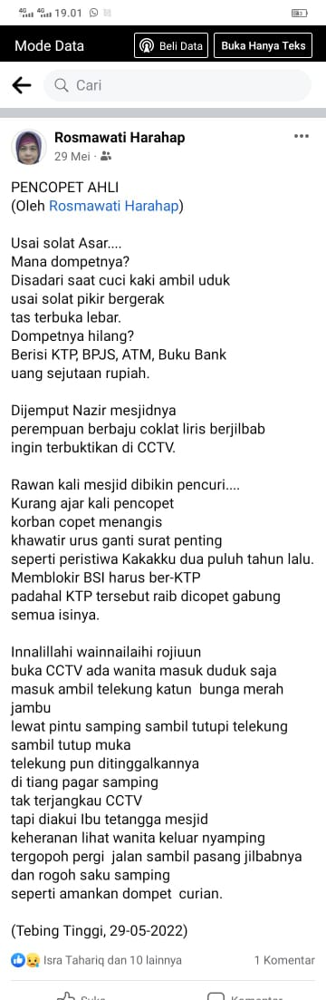 4G 4G 19.01
Mode Data
Beli Data
Buka Hanya Teks
Cari
Rosmawati Harahap
29 Mei ·
PENCOPET AHLI
(Oleh Rosmawati Harahap)
Usai solat Asar....
Mana dompetnya?
Disadari saat cuci kaki ambil uduk
usai solat pikir bergerak
tas terbuka lebar.
Dompetnya hilang?
Berisi KTP, BPJS, ATM, Buku Bank
uang sejutaan rupiah.
Dijemput Nazir mesjidnya
perempuan berbaju coklat liris berjilbab
ingin terbuktikan di CCTV.
Rawan kali mesjid dibikin pencuri....
Kurang ajar kali pencopet
korban copet menangis
khawatir urus ganti surat penting
seperti peristiwa Kakakku dua puluh tahun lalu.
Memblokir BSI harus ber-KTP
padahal KTP tersebut raib dicopet gabung
semua isinya.
Innalillahi wainnailaihi rojiuun
buka CCTV ada wanita masuk duduk saja
masuk ambil telekung katun bunga merah
jambu
lewat pintu samping sambil tutupi telekung
sambil tutup muka
telekung pun ditinggalkannya
di tiang pagar samping
tak terjangkau CCTV
tapi diakui Ibu tetangga mesjid
keheranan lihat wanita keluar nyamping
tergopoh pergi jalan sambil pasang jilbabnya
dan rogoh saku samping
seperti amankan dompet curian.
(Tebing Tinggi, 29-05-2022)
Isra Tahariq dan 10 lainnya
1 Komentar
Suka
Komentar